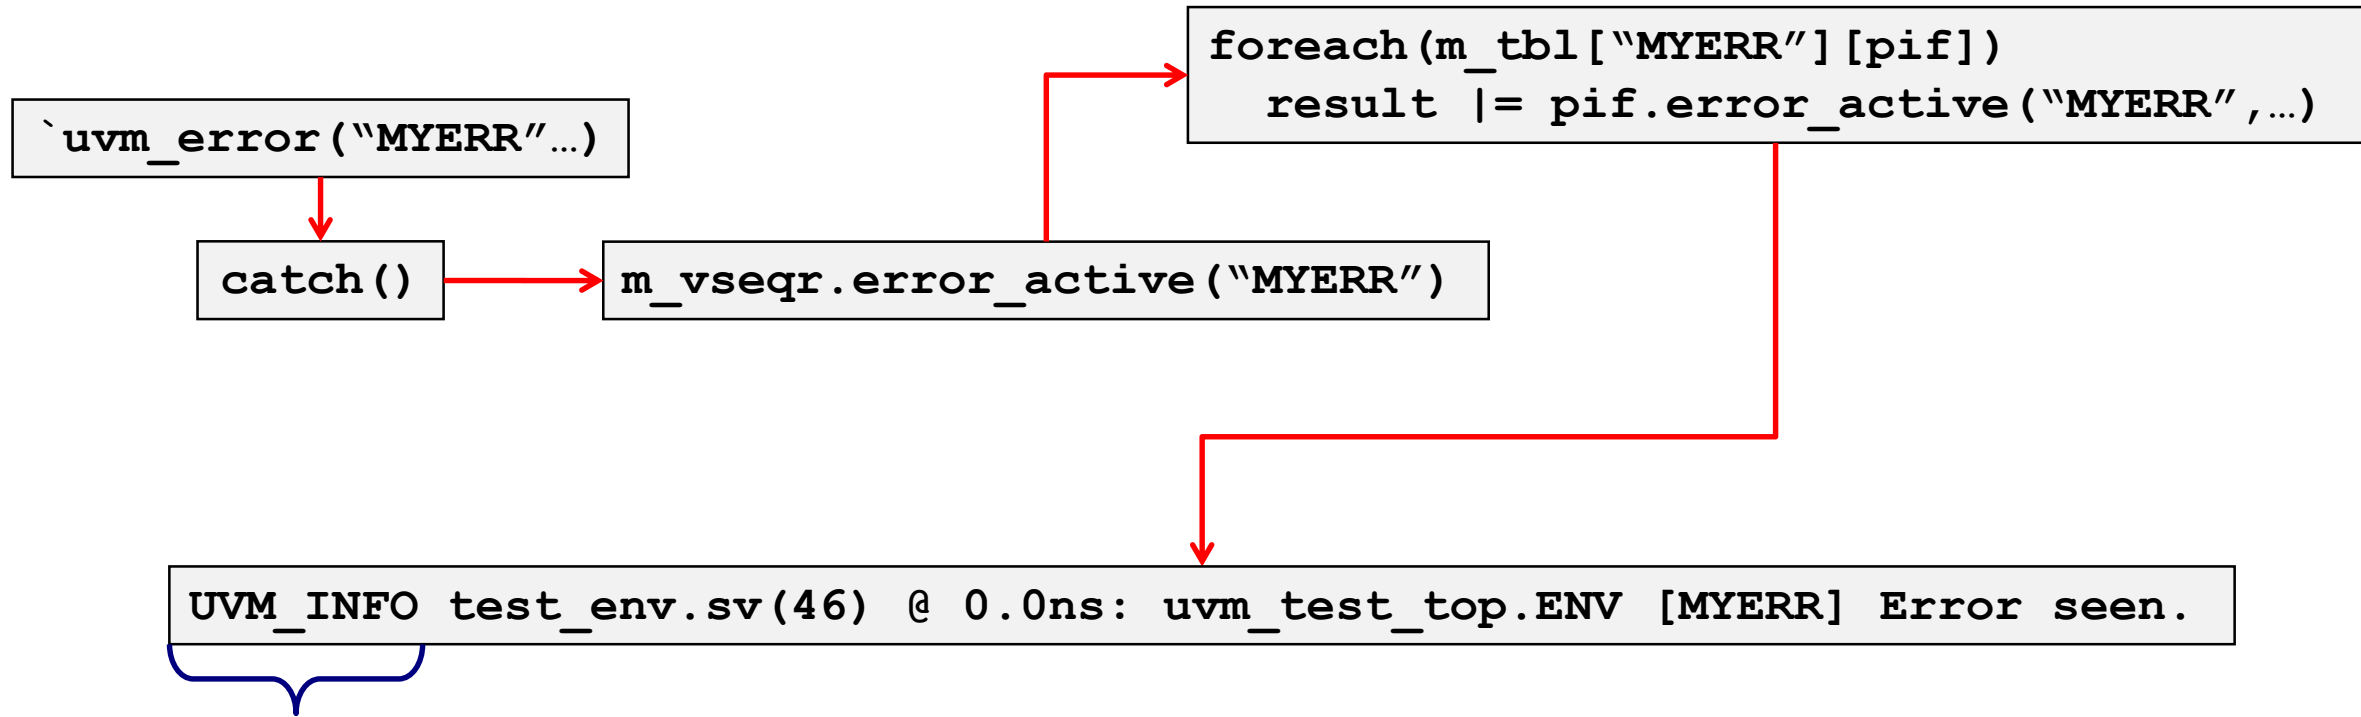 `uvm_error(“MYERR”…)
catch()
m_vseqr.error_active(“MYERR”)
foreach(m_tbl[“MYERR”][pif])
result |= pif.error_active(“MYERR”,…)
UVM_INFO test_env.sv(46) @ 0.0ns: uvm_test_top.ENV [MYERR] Error seen.